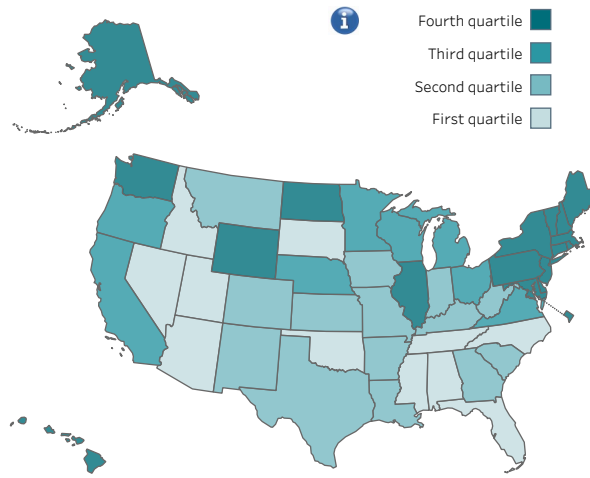 i
Fourth quartile
Third quartile
Second quartile
First quartile